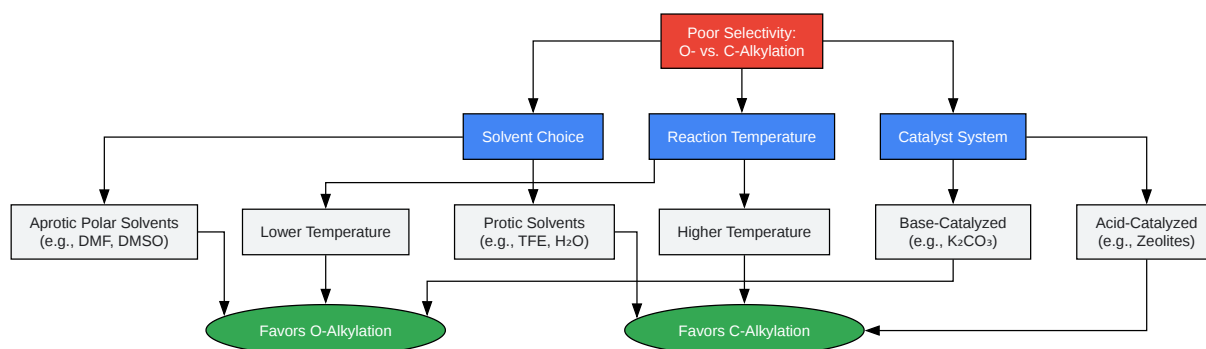 Poor Selectivity:
O- vs. C-Alkylation
Solvent Choice
Reaction Temperature
Catalyst System
Aprotic Polar Solvents
(e.g., DMF, DMSO)
Lower Temperature
Protic Solvents
(e.g., TFE, H₂O)
Higher Temperature
Base-Catalyzed
(e.g., K₂CO₃)
Acid-Catalyzed
(e.g., Zeolites)
Favors O-Alkylation
Favors C-Alkylation